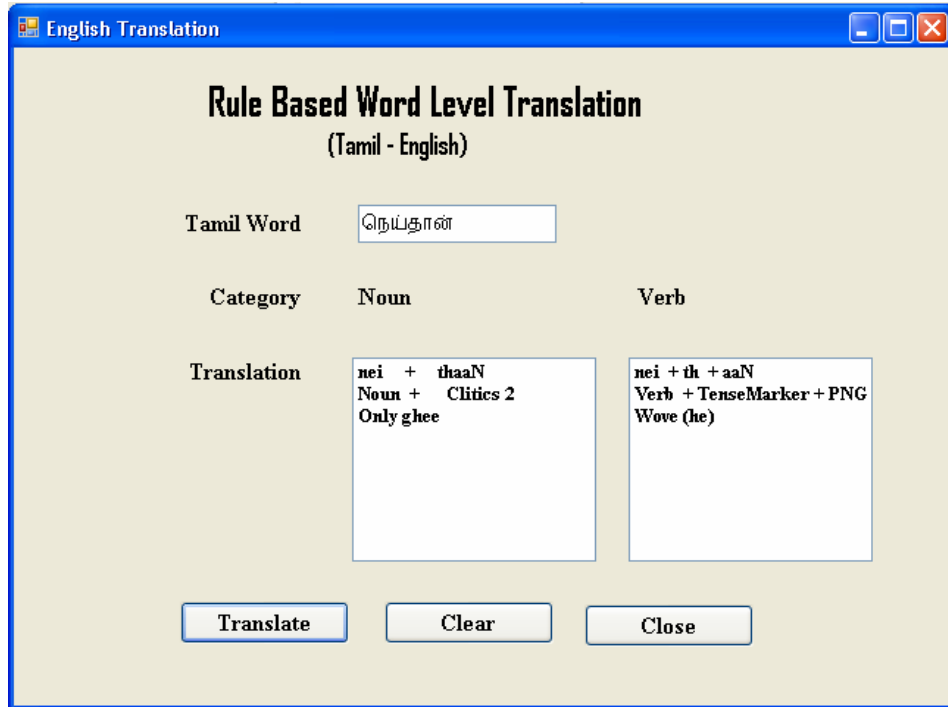 English Translation
Rule Based Word Level Translation
(Tamil - English)
Tamil Word நெய்தான்
Category Noun Verb
Translation
nei + thaaN
Noun + Clitics 2
Only ghee
nei + th + aaN
Verb + TenseMarker + PNG
Wove (he)
Translate Clear Close